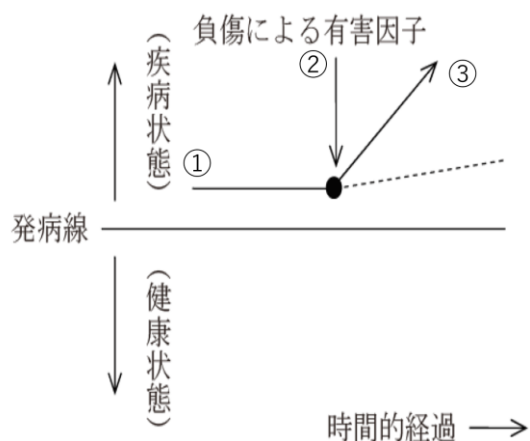 負傷による有害因子
②
③
（疾病状態）
①
発病線
（健康状態）
時間的経過